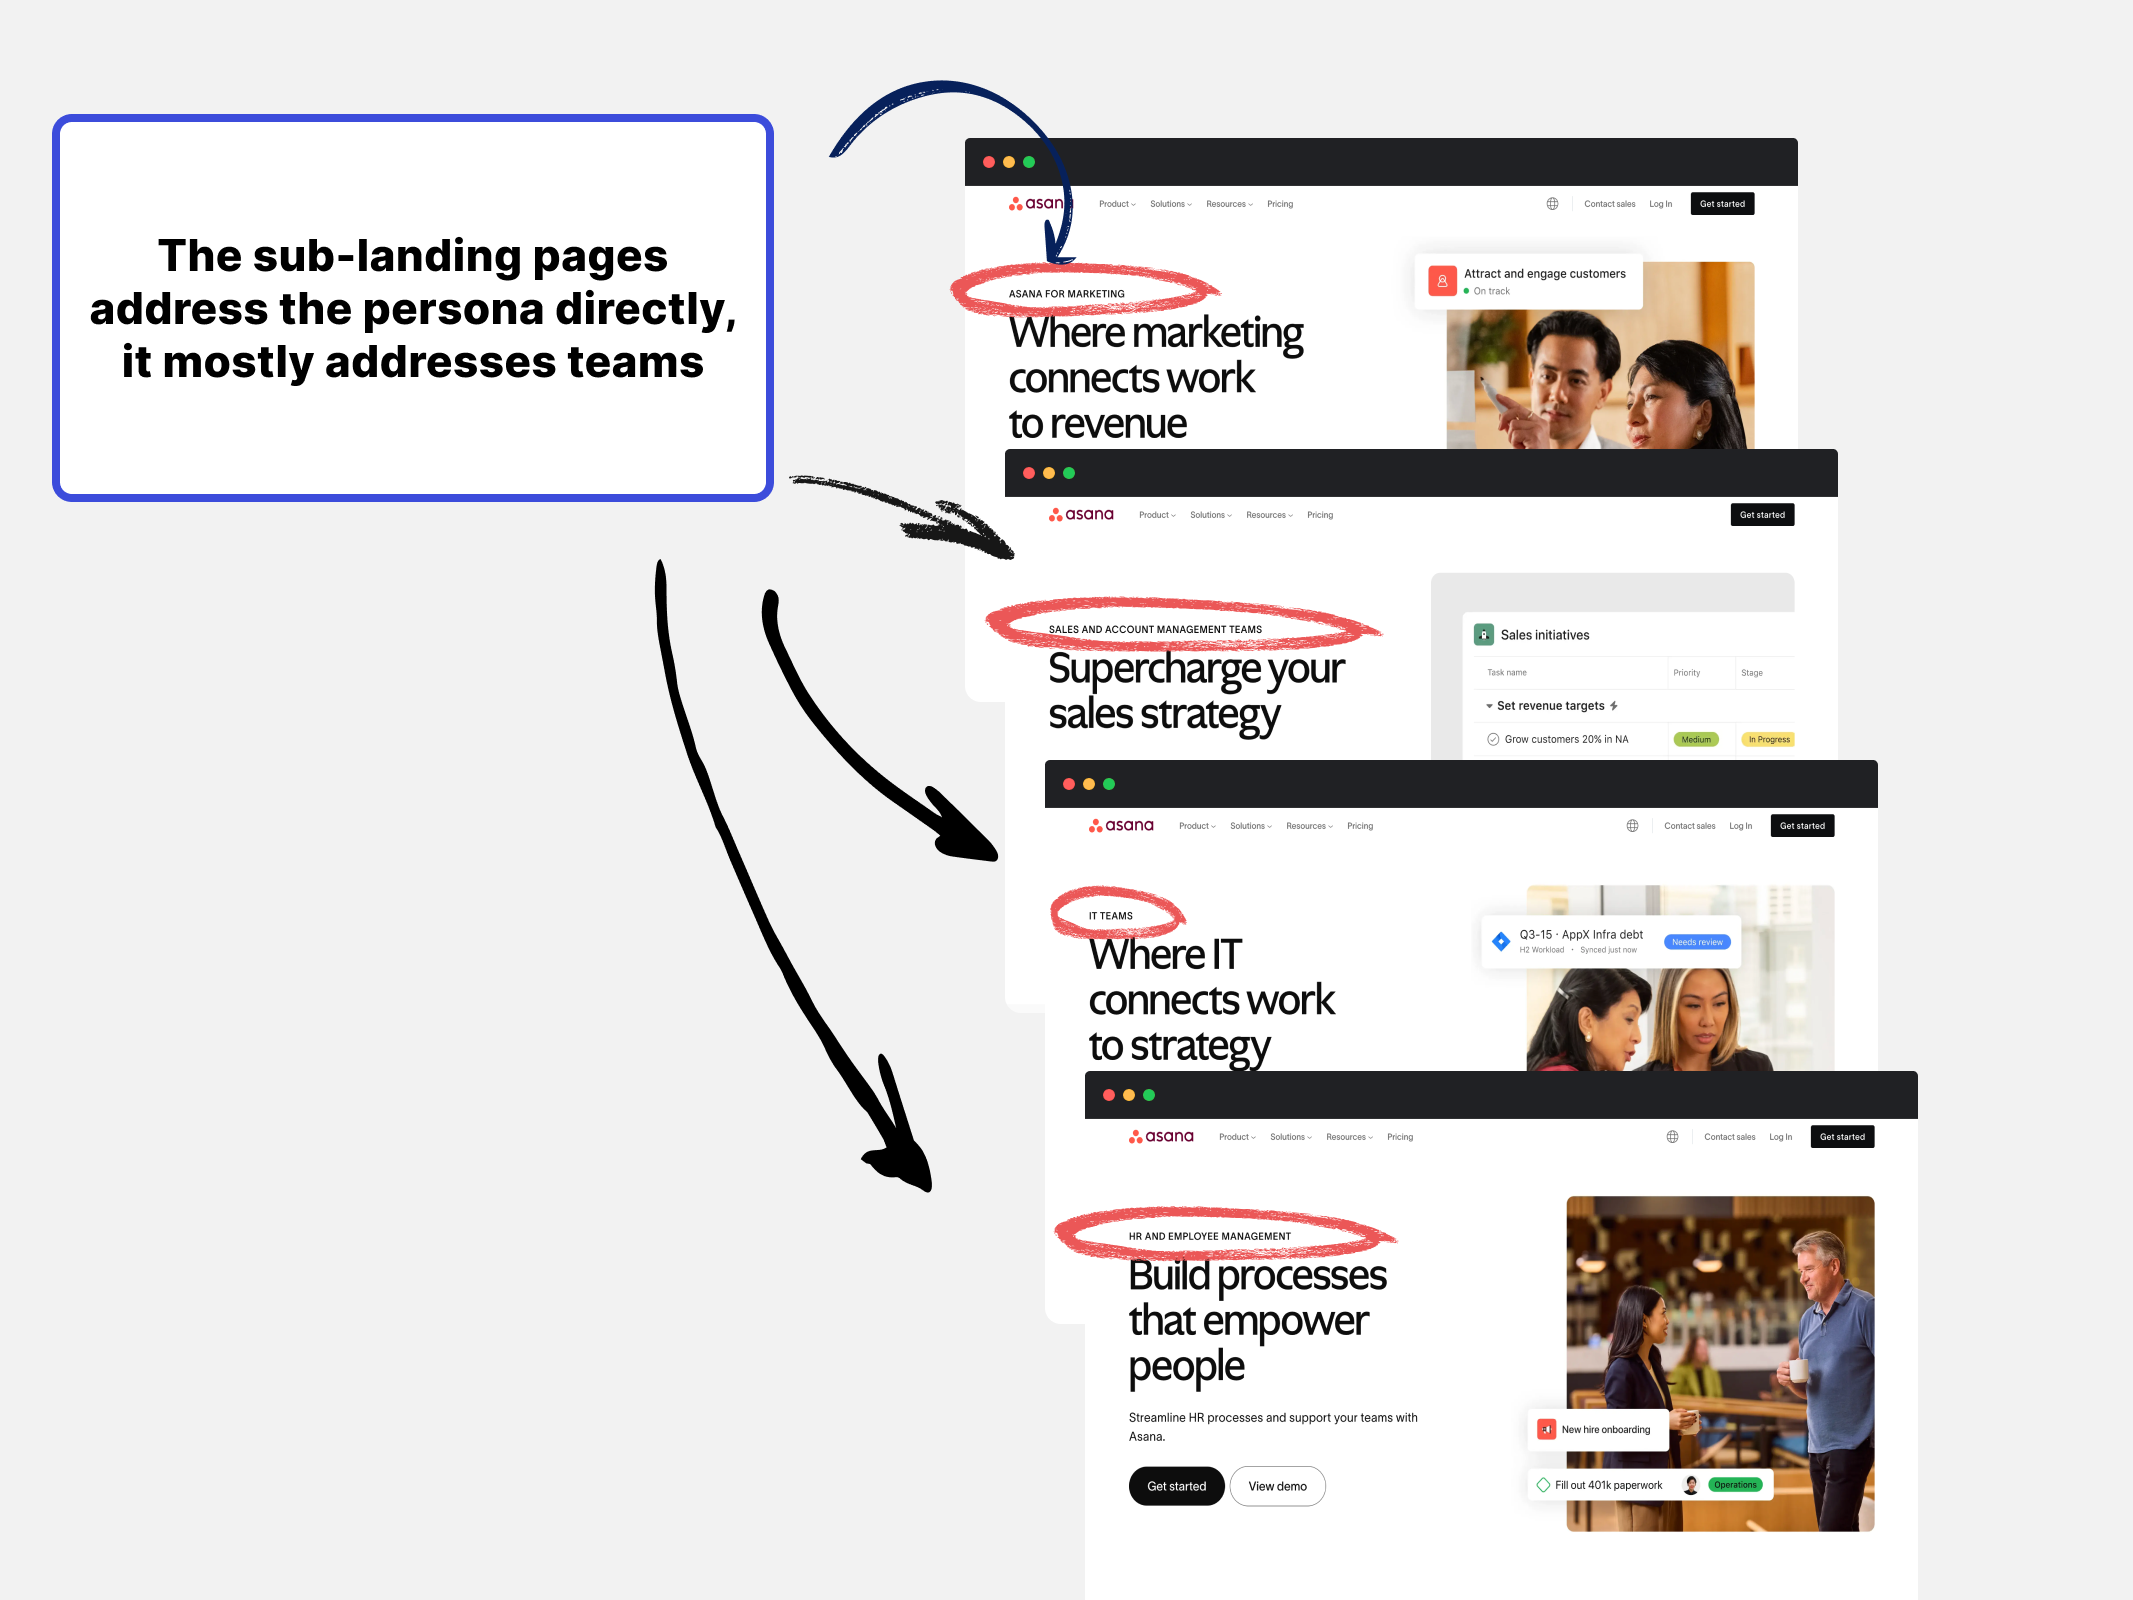 The sub-landing pages
address the persona directly,
it mostly addresses teams
asana Product Solutions Resources Pricing Contact sales Log In Get started
ASANA FOR MARKETING
Where marketing
connects work
to revenue
Attract and engage customers
On track
asana Product Solutions Resources Pricing Get started
SALES AND ACCOUNT MANAGEMENT TEAMS
Supercharge your
sales strategy
Sales initiatives
Task name Priority Stage
Set revenue targets
Grow customers 20% in NA Medium In Progress
asana Product Solutions Resources Pricing Contact sales Log In Get started
IT TEAMS
Where IT
connects work
to strategy
Q3-15 · AppX Infra debt
H2 Workload • Synced just now
Needs review
asana Product Solutions Resources Pricing Contact sales Log In Get started
HR AND EMPLOYEE MANAGEMENT
Build processes
that empower
people
Streamline HR processes and support your teams with
Asana.
Get started View demo
New hire onboarding
Fill out 401k paperwork Operations